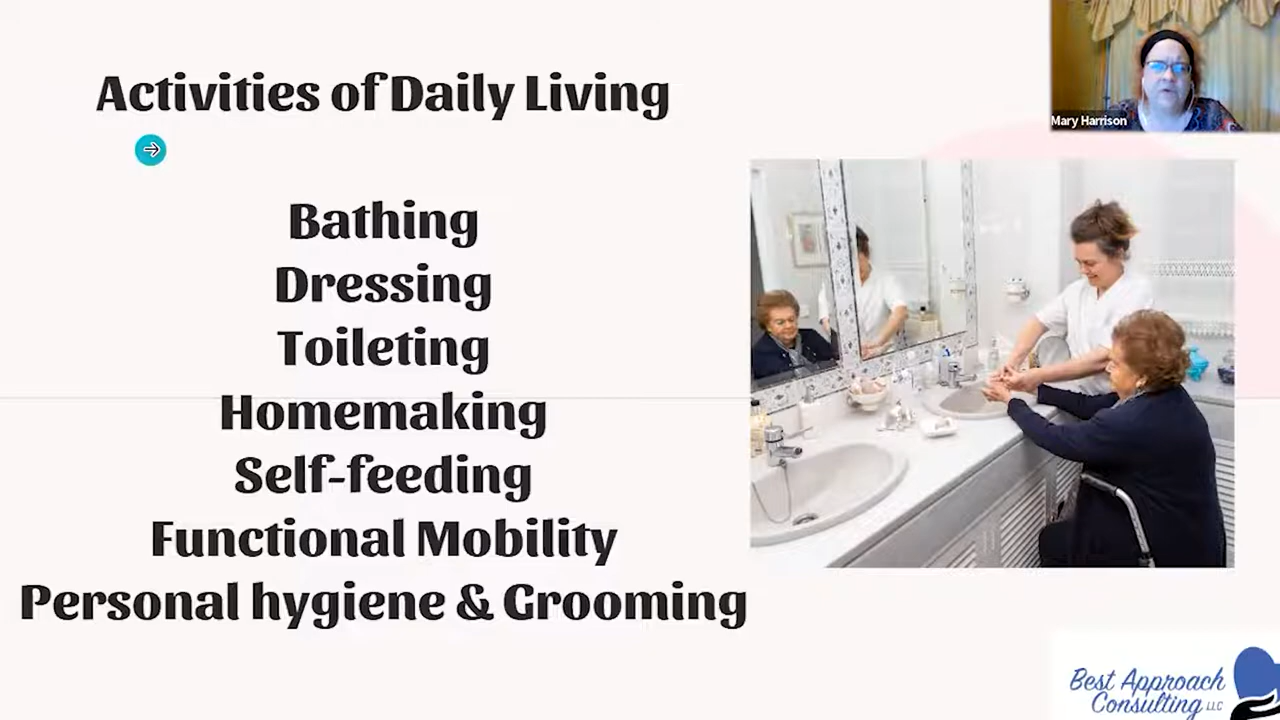 Activities of Daily Living
Bathing
Dressing
Toileting
Homemaking
Self-feeding
Functional Mobility
Personal hygiene & Grooming
Mary Harrison
Best Approach
Consulting LLC